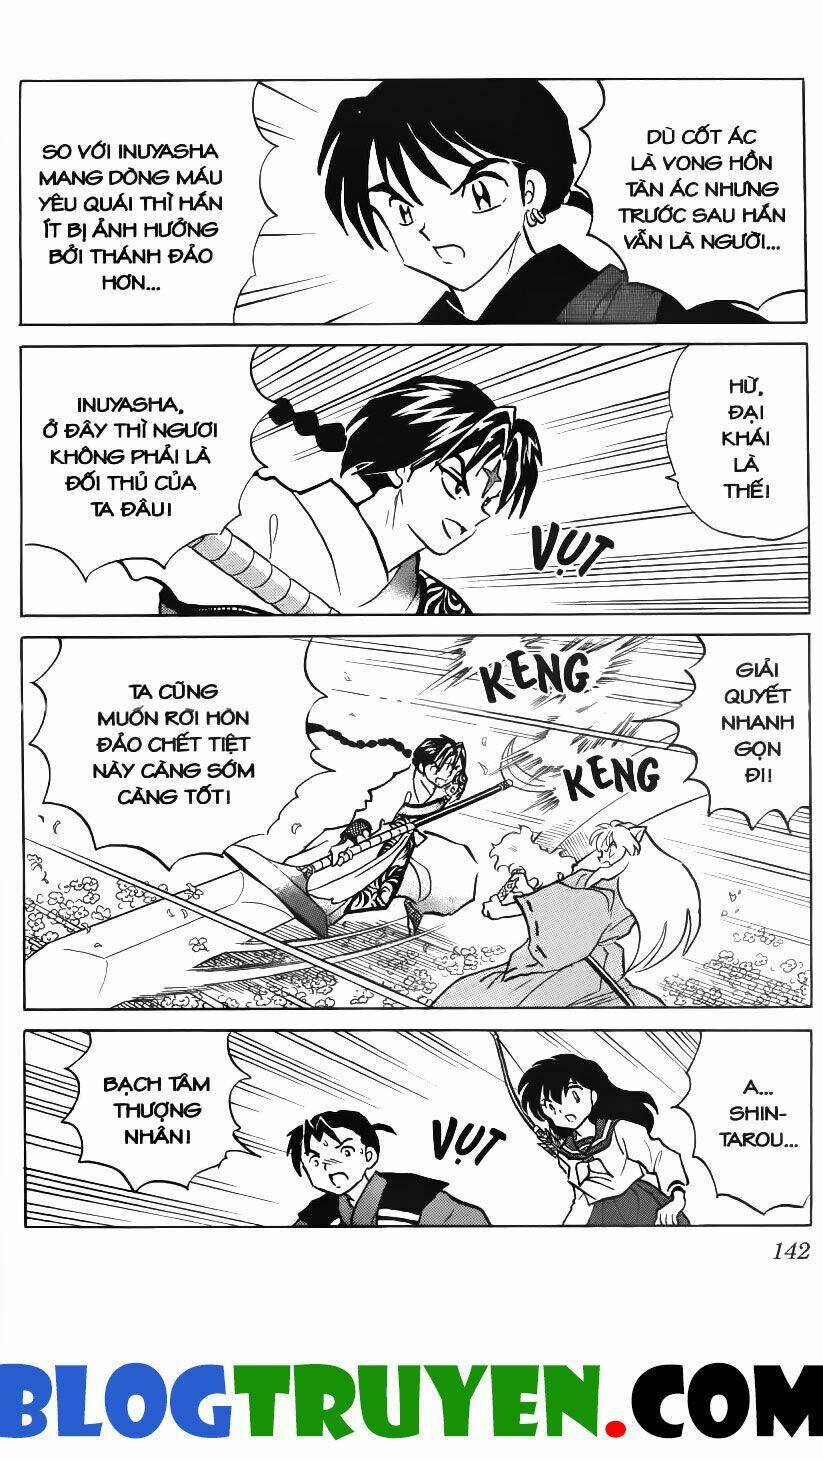 DÙ CỐT ÁC
LÀ VONG HỒN
TÀN ÁC NHƯNG
TRƯỚC SAU HẮN
VẪN LÀ NGƯỜI...
SO VỚI INUYASHA
MANG DÒNG MÁU
YÊU QUÁI THÌ HẮN
ÍT BỊ ẢNH HƯỞNG
BỞI THÁNH ĐẢO
HƠN...
HỪ,
ĐẠI
KHÁI
LÀ
THẾ!
INUYASHA,
Ở ĐÂY THÌ NGƯƠI
KHÔNG PHẢI LÀ
ĐỐI THỦ CỦA
TA ĐÂU!
VỤT
GIẢI
QUYẾT
NHANH
GỌN
ĐI!
KENG
KENG
TA CŨNG
MUỐN RỜI HÒN
ĐẢO CHẾT TIỆT
NÀY CÀNG SỚM
CÀNG TỐT!
A...
SHIN-
TAROU...
VỤT
BẠCH TÂM
THƯỢNG
NHÂN!
142
BLOGTRUYEN.COM